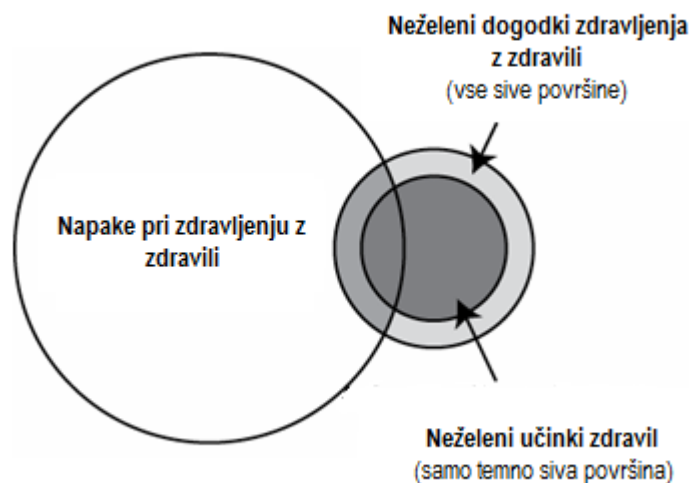 Neželeni dogodki zdravljenja
z zdravili
(vse sive površine)
Napake pri zdravljenju z
zdravili
Neželeni učinki zdravil
(samo temno siva površina)